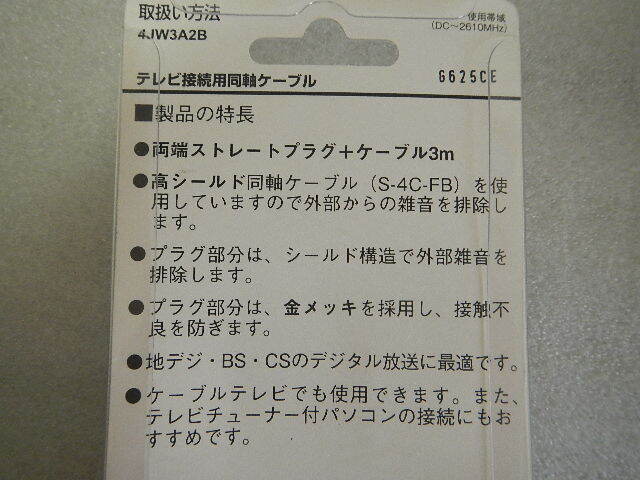 取扱い方法
使用帯域
4JW3A2B
(DC～2610MHz)
テレビ接続用同軸ケーブル
G625CE
■製品の特長
●両端ストレートプラグ＋ケーブル3m
●高シールド同軸ケーブル（S-4C-FB）を使
用していますので外部からの雑音を排除し
ます。
●プラグ部分は、シールド構造で外部雑音を
排除します。
●プラグ部分は、金メッキを採用し、接触不
良を防ぎます。
●地デジ・BS・CSのデジタル放送に最適です。
●ケーブルテレビでも使用できます。また、
テレビチューナー付パソコンの接続にもお
すすめです。